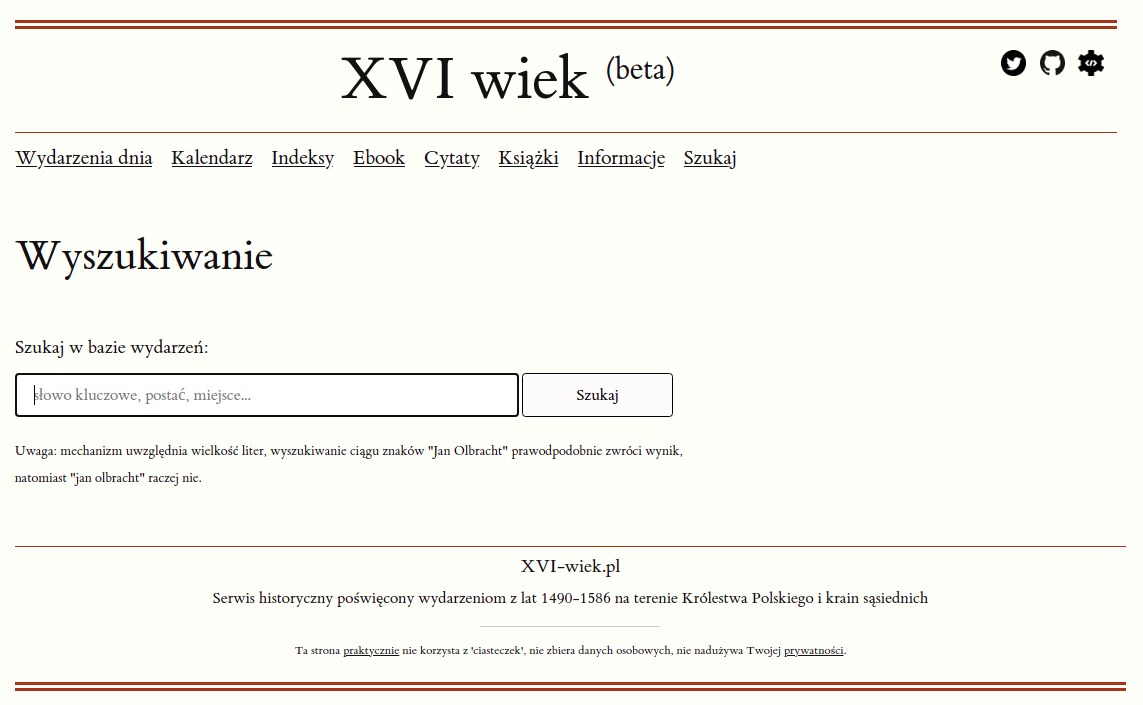 XVI wiek (beta)
Wydarzenia dnia Kalendarz Indeksy Ebook Cytaty Książki Informacje Szukaj
Wyszukiwanie
Szukaj w bazie wydarzeń:
słowo kluczowe, postać, miejsce... Szukaj
Uwaga: mechanizm uwzględnia wielkość liter, wyszukiwanie ciągu znaków "Jan Olbracht" prawodpodobnie zwróci wynik,
natomiast "jan olbracht" raczej nie.
XVI-wiek.pl
Serwis historyczny poświęcony wydarzeniom z lat 1490-1586 na terenie Królestwa Polskiego i krain sąsiednich
Ta strona praktycznie nie korzysta z 'ciasteczek', nie zbiera danych osobowych, nie nadużywa Twojej prywatności.